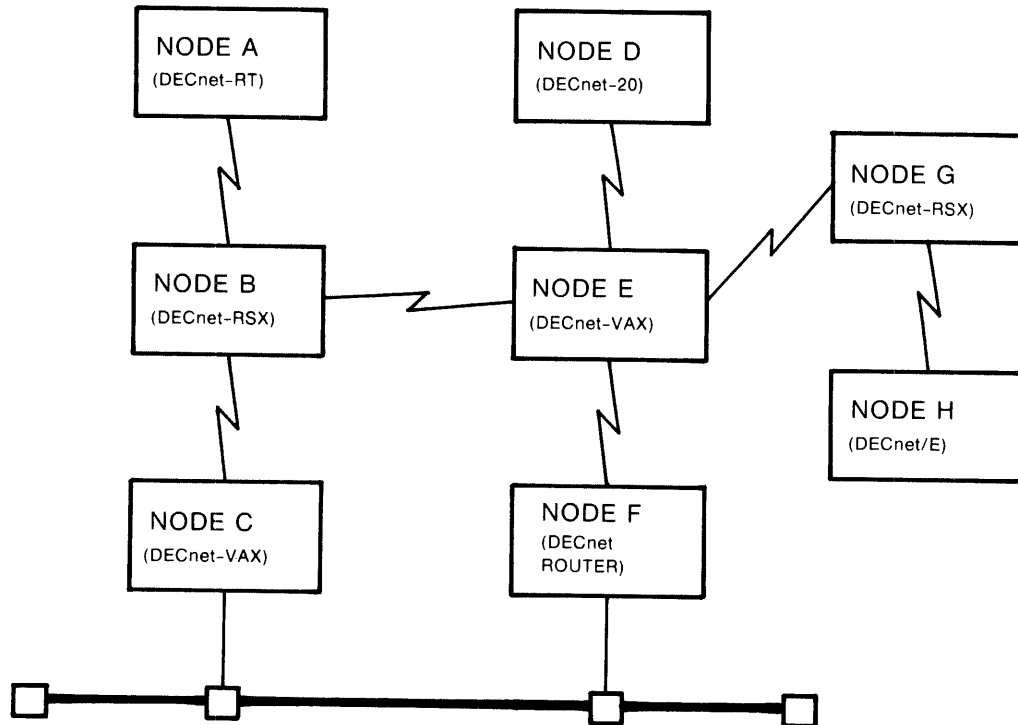 NODE A
(DECnet-RT)
NODE D
(DECnet-20)
NODE G
(DECnet-RSX)
NODE B
(DECnet-RSX)
NODE E
(DECnet-VAX)
NODE H
(DECnet/E)
NODE C
(DECnet-VAX)
NODE F
(DECnet
ROUTER)